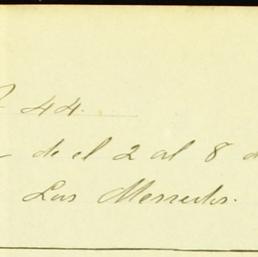 44.
de el 2 al 8 d
Las Mercedes.